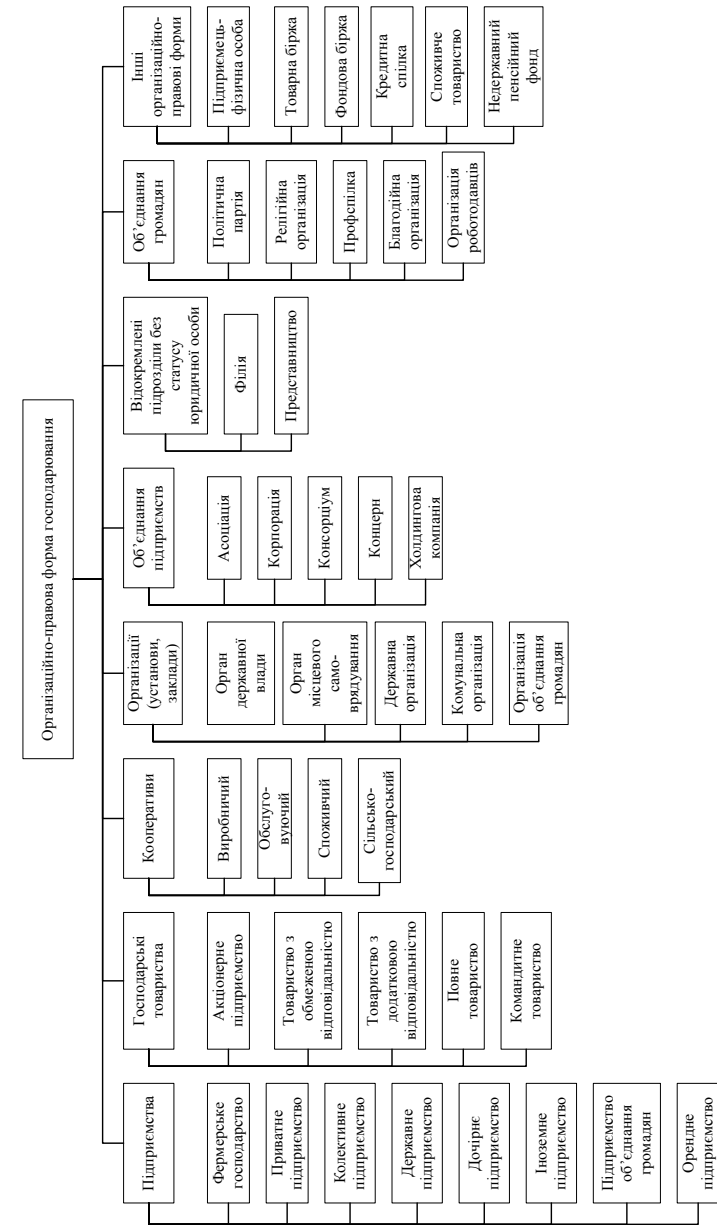 Організаційно-правова форма господарювання
Підприємства
Фермерське
господарство
Приватне
підприємство
Колективне
підприємство
Державне
підприємство
Дочірнє
підприємство
Іноземне
підприємство
Підприємство
об’єднання
громадян
Орендне
підприємство
Господарські
товариства
Акціонерне
підприємство
Товариство з
обмеженою
відповідальністю
Товариство з
додатковою
відповідальністю
Повне
товариство
Командитне
товариство
Кооперативи
Виробничий
Обслуго-
вуючий
Споживчий
Сільсько-
господарський
Організації
(установи,
заклади)
Орган
державної
влади
Орган
місцевого
само-
врядування
Державна
організація
Комунальна
організація
Організація
об’єднання
громадян
Об’єднання
підприємств
Асоціація
Корпорація
Консорціум
Концерн
Холдингова
компанія
Відокремлені
підрозділи без
статусу
юридичної особи
Філія
Представництво
Об’єднання
громадян
Політична
партія
Релігійна
організація
Профспілка
Благодійна
організація
Організація
роботодавців
Інші
організаційно-
правові форми
Підприємець-
фізична особа
Товарна біржа
Фондова біржа
Кредитна
спілка
Споживче
товариство
Недержавний
пенсійний
фонд